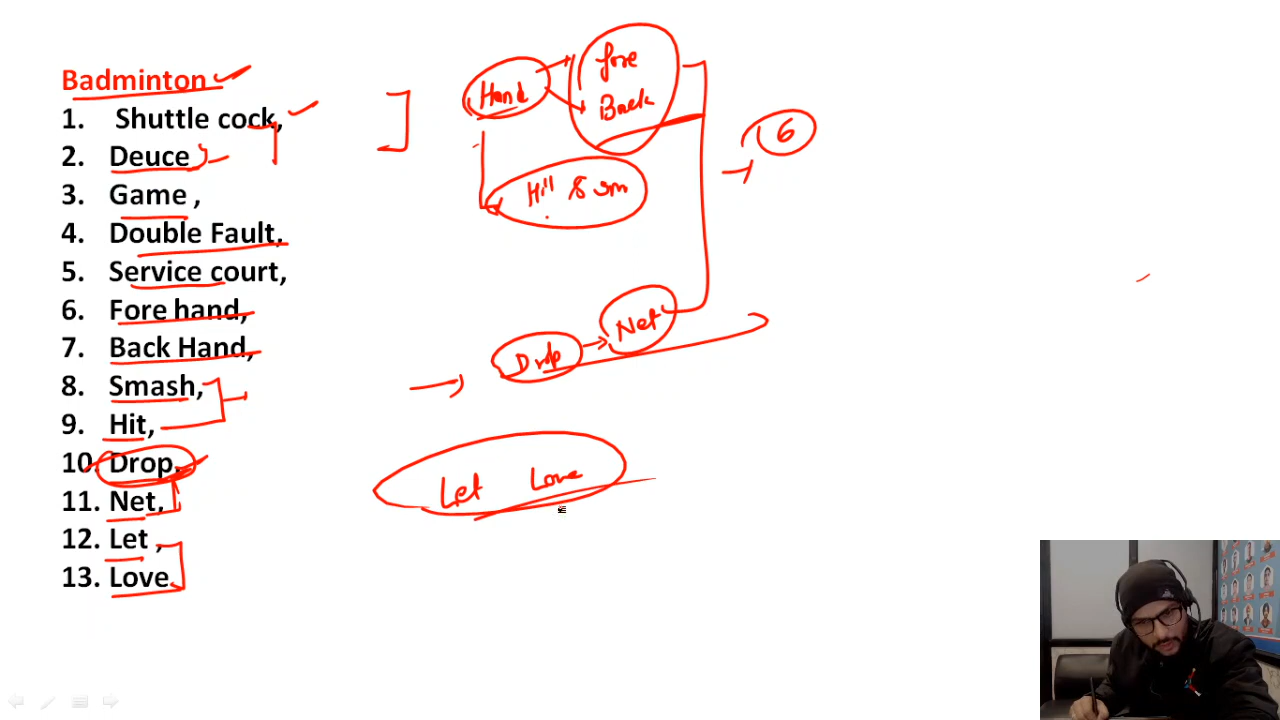 Badminton
1. Shuttle cock,
2. Deuce
3. Game ,
4. Double Fault,
5. Service court,
6. Fore hand,
7. Back Hand,
8. Smash,
9. Hit,
10. Drop,
11. Net,
12. Let ,
13. Love
Hand
fore
Back
6
Hill
Net
Drop
Let Love